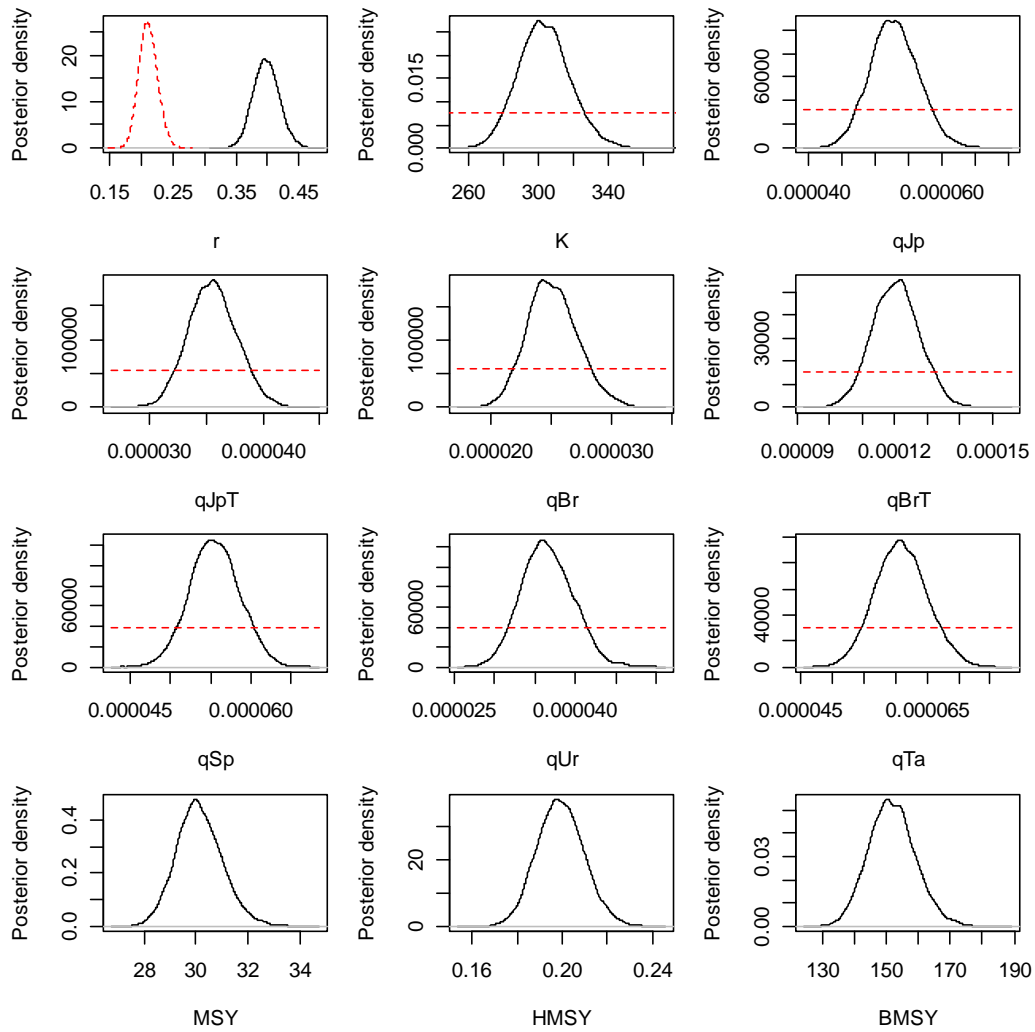 Posterior density
0 10 20
0.15 0.25 0.35 0.45
r
Posterior density
0.000 0.015
260 300 340
K
Posterior density
0 60000
0.000040 0.000060
qJp
Posterior density
0 100000
0.000030 0.000040
qJpT
Posterior density
0 100000
0.000020 0.000030
qBr
Posterior density
0 30000
0.00009 0.00012 0.00015
qBrT
Posterior density
0 60000
0.000045 0.000060
qSp
Posterior density
0 60000
0.000025 0.000040
qUr
Posterior density
0 40000
0.000045 0.000065
qTa
Posterior density
0.0 0.2 0.4
28 30 32 34
MSY
Posterior density
0 20
0.16 0.20 0.24
HMSY
Posterior density
0.00 0.03
130 150 170 190
BMSY